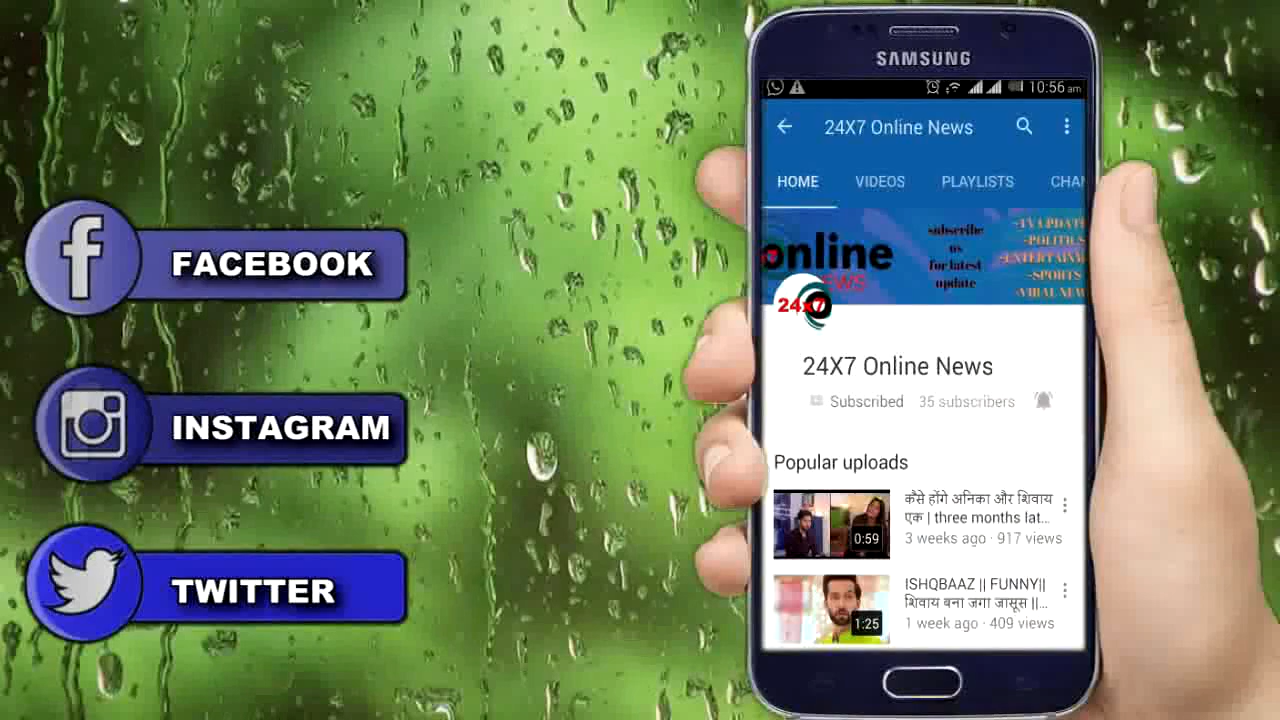 FACEBOOK
INSTAGRAM
TWITTER
SAMSUNG
10:56 am
24X7 Online News
HOME VIDEOS PLAYLISTS CHAN
online
NEWS
24x7
subscribe
us
for latest
update
-TV UPDATE
-POLITICS
-ENTERTAINM
-SPORTS
-VIRAL NEW
24X7 Online News
Subscribed 35 subscribers
Popular uploads
कैसे होंगे अनिका और शिवाय
एक | three months lat...
3 weeks ago · 917 views
0:59
ISHQBAAZ || FUNNY||
शिवाय बना जगा जासूस ||...
1 week ago · 409 views
1:25